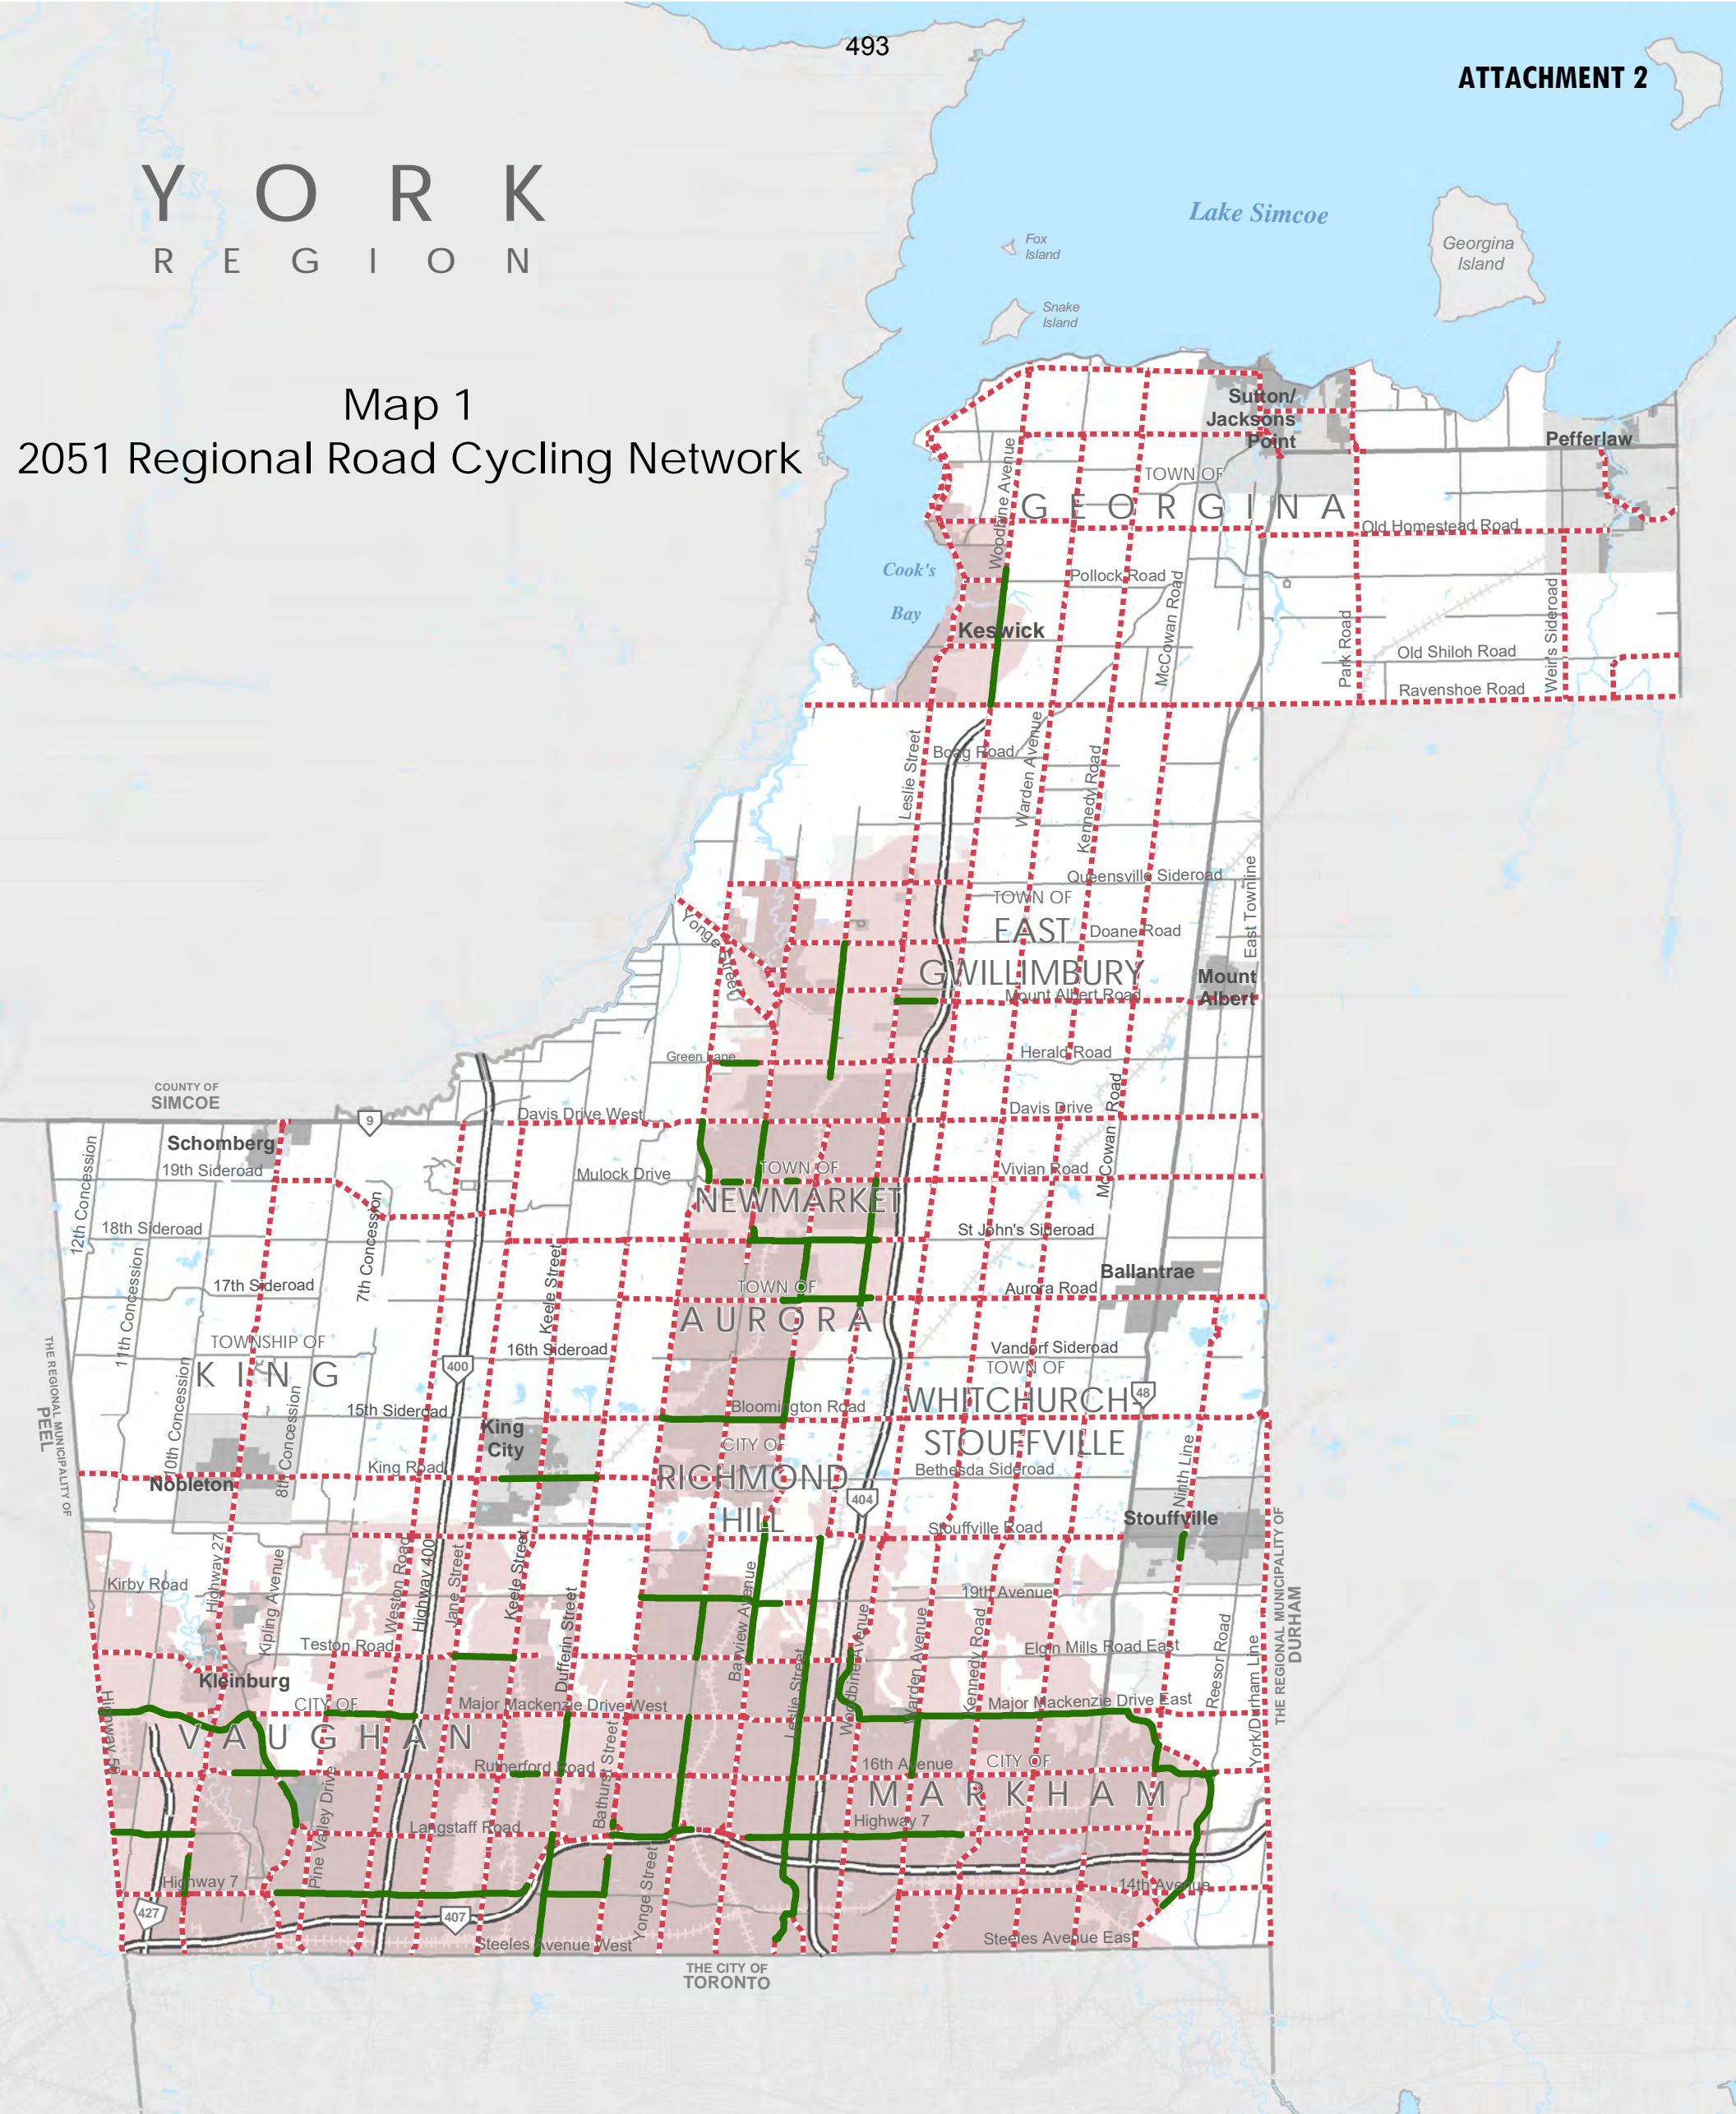 493
ATTACHMENT 2
YORK
REGION
Map 1
2051 Regional Road Cycling Network
Lake Simcoe
Georgina
Island
Fox
Island
Snake
Island
Sutton/
Jacksons
Point
Pefferlaw
TOWN OF
GEORGINA
Woodbine Avenue
Old Homestead Road
Cook's
Bay
Pollock Road
McCowan Road
Keswick
Park Road
Weir's Sideroad
Old Shiloh Road
Ravenshoe Road
Leslie Street
Boag Road
Warden Avenue
Kennedy Road
Queensville Sideroad
East Townline
TOWN OF
EAST
GWILLIMBURY
Doane Road
Yonge Street
Mount
Albert
Mount Albert Road
Green Lane
Herald Road
COUNTY OF
SIMCOE
9
Davis Drive West
Davis Drive
McCowan Road
Schomberg
19th Sideroad
12th Concession
Mulock Drive
TOWN OF
NEWMARKET
Vivian Road
18th Sideroad
7th Concession
St John's Sideroad
11th Concession
17th Sideroad
Keele Street
TOWN OF
AURORA
Aurora Road
Ballantrae
THE REGIONAL MUNICIPALITY OF
PEEL
TOWNSHIP OF
KING
400
16th Sideroad
Vandorf Sideroad
TOWN OF
WHITCHURCH
STOUFFVILLE
48
10th Concession
8th Concession
15th Sideroad
Bloomington Road
King
City
CITY OF
RICHMOND
HILL
King Road
Nobleton
Bethesda Sideroad
Ninth Line
404
Stouffville Road
Stouffville
THE REGIONAL MUNICIPALITY OF
DURHAM
Kirby Road
Highway 27
Kipling Avenue
Weston Road
Highway 400
Jane Street
Keele Street
Dufferin Street
Bayview Avenue
19th Avenue
Teston Road
Elgin Mills Road East
Kleinburg
Leslie Street
Woodbine Avenue
Warden Avenue
Kennedy Road
Reesor Road
York/Durham Line
Highway 50
CITY OF
VAUGHAN
Major Mackenzie Drive West
Major Mackenzie Drive East
Rutherford Road
Bathurst Street
16th Avenue
CITY OF
MARKHAM
Pine Valley Drive
Langstaff Road
Highway 7
Highway 7
Yonge Street
14th Avenue
427
407
Steeles Avenue West
Steeles Avenue East
THE CITY OF
TORONTO